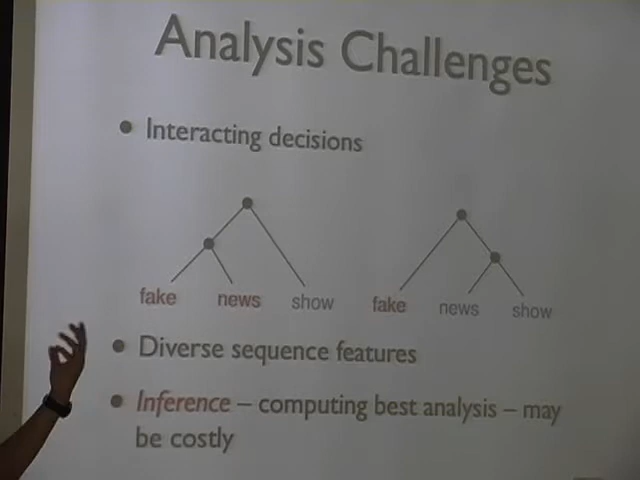 Analysis Challenges
• Interacting decisions
fake news show fake news show
• Diverse sequence features
• Inference – computing best analysis – may
be costly